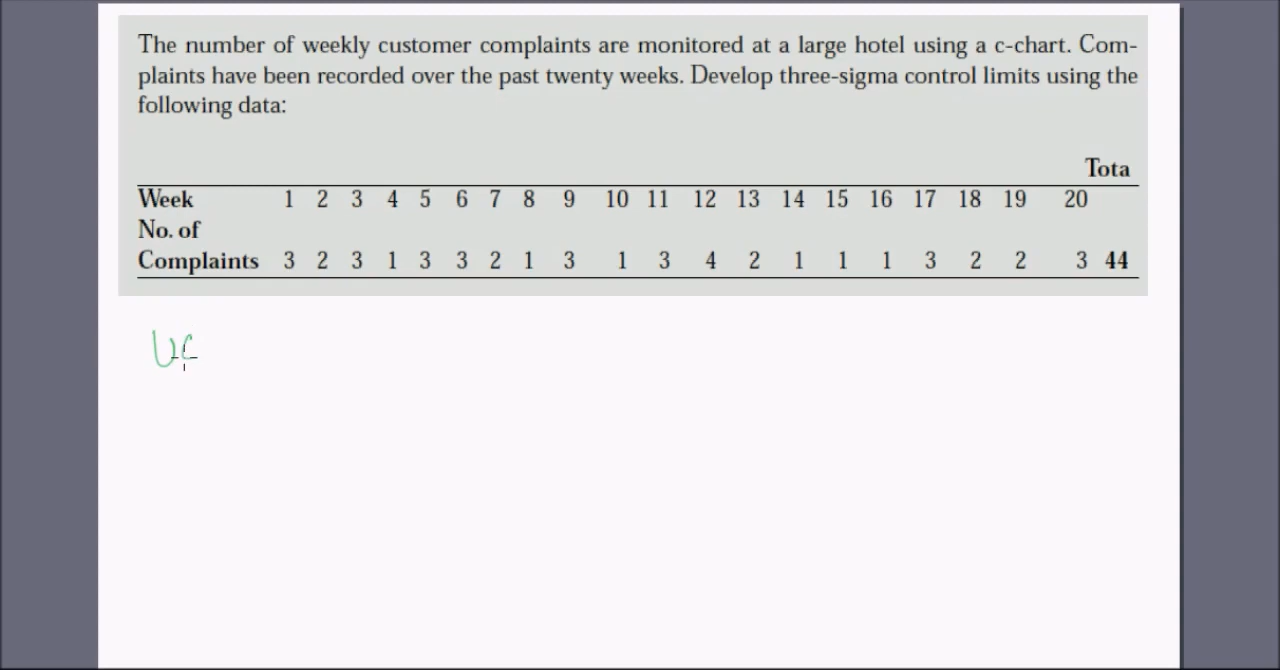 The number of weekly customer complaints are monitored at a large hotel using a c-chart. Com-
plaints have been recorded over the past twenty weeks. Develop three-sigma control limits using the
following data:
Tota
Week 1 2 3 4 5 6 7 8 9 10 11 12 13 14 15 16 17 18 19 20
No. of
Complaints 3 2 3 1 3 3 2 1 3 1 3 4 2 1 1 1 3 2 2 3 44
UC